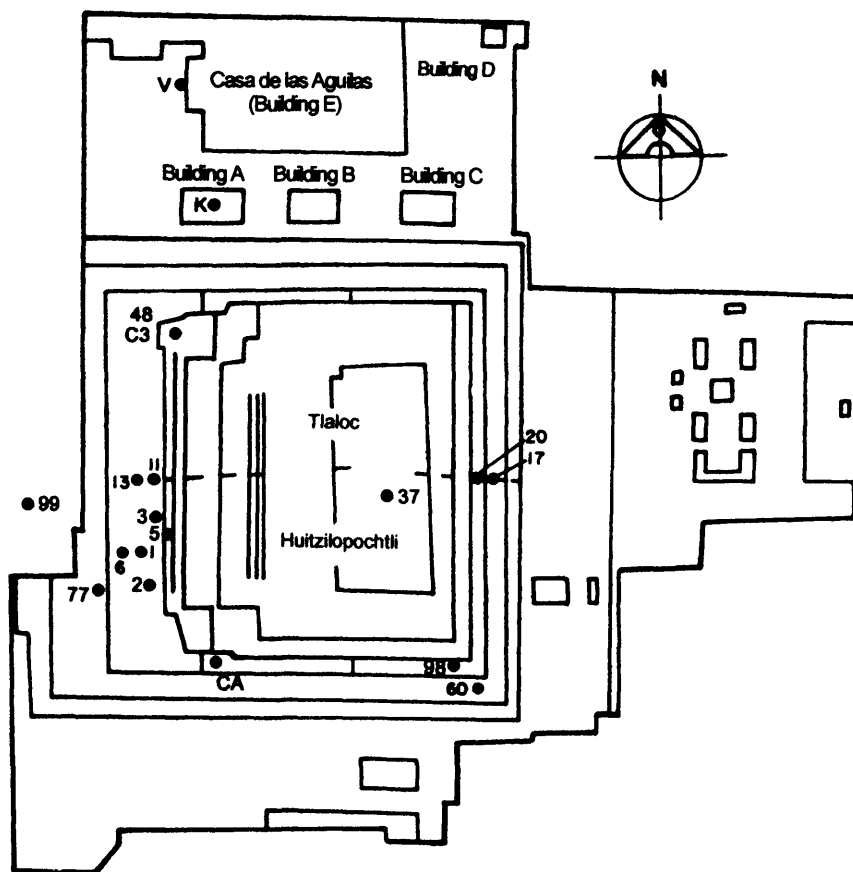 Building D
V
Casa de las Aguilas
(Building E)
N
Building A
Building B
Building C
K
48
C3
Tlaloc
20
17
13
11
37
99
3
5
Huitzilopochtli
6
1
77
2
98
CA
60